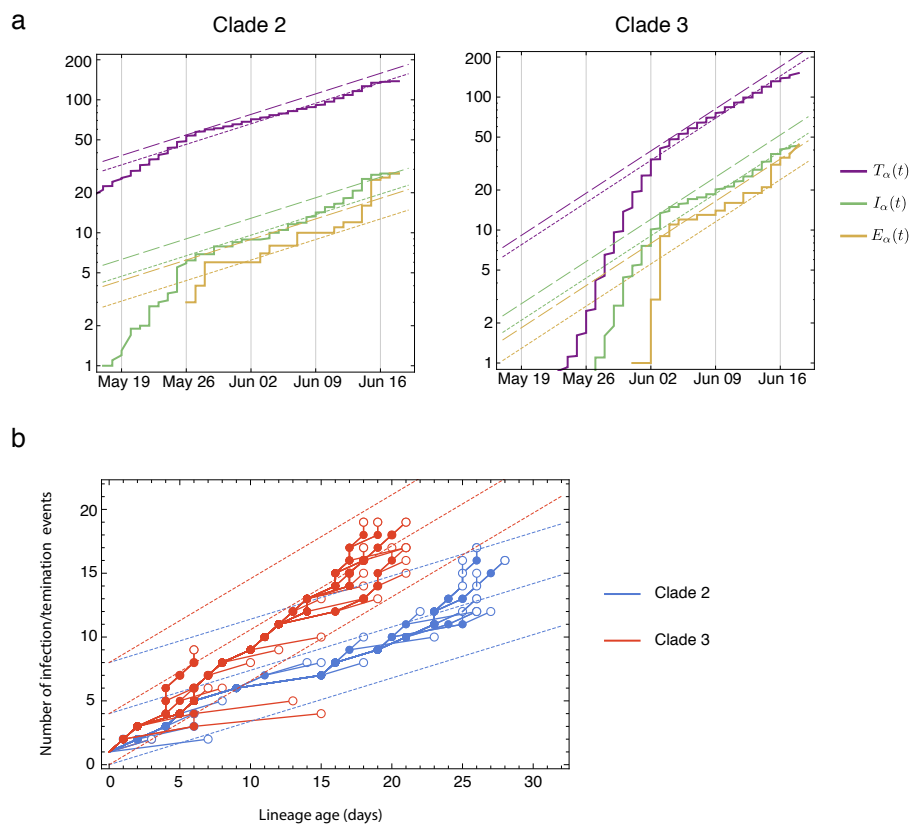 a
Clade 2
Clade 3
200
100
50
20
10
5
2
1
May 19
May 26
Jun 02
Jun 09
Jun 16
200
100
50
20
10
5
2
1
May 19
May 26
Jun 02
Jun 09
Jun 16
Tα(t)
Iα(t)
Eα(t)
b
Number of infection/temination events
20
15
10
5
0
0
5
10
15
20
25
30
Lineage age (days)
Clade 2
Clade 3